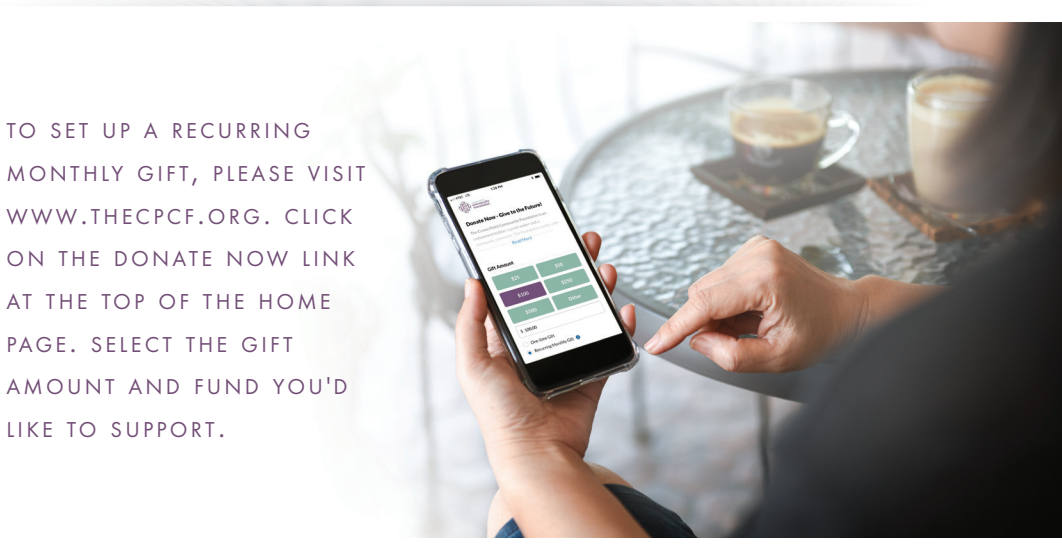 TO SET UP A RECURRING
MONTHLY GIFT, PLEASE VISIT
WWW.THECPCF.ORG. CLICK
ON THE DONATE NOW LINK
AT THE TOP OF THE HOME
PAGE. SELECT THE GIFT
AMOUNT AND FUND YOU'D
LIKE TO SUPPORT.
Donate Now - Give to the Future!
Read More
Gift Amount
$25
$50
$100
$250
$500
Other
$ 100.00
One-time Gift
Recurring Monthly Gift